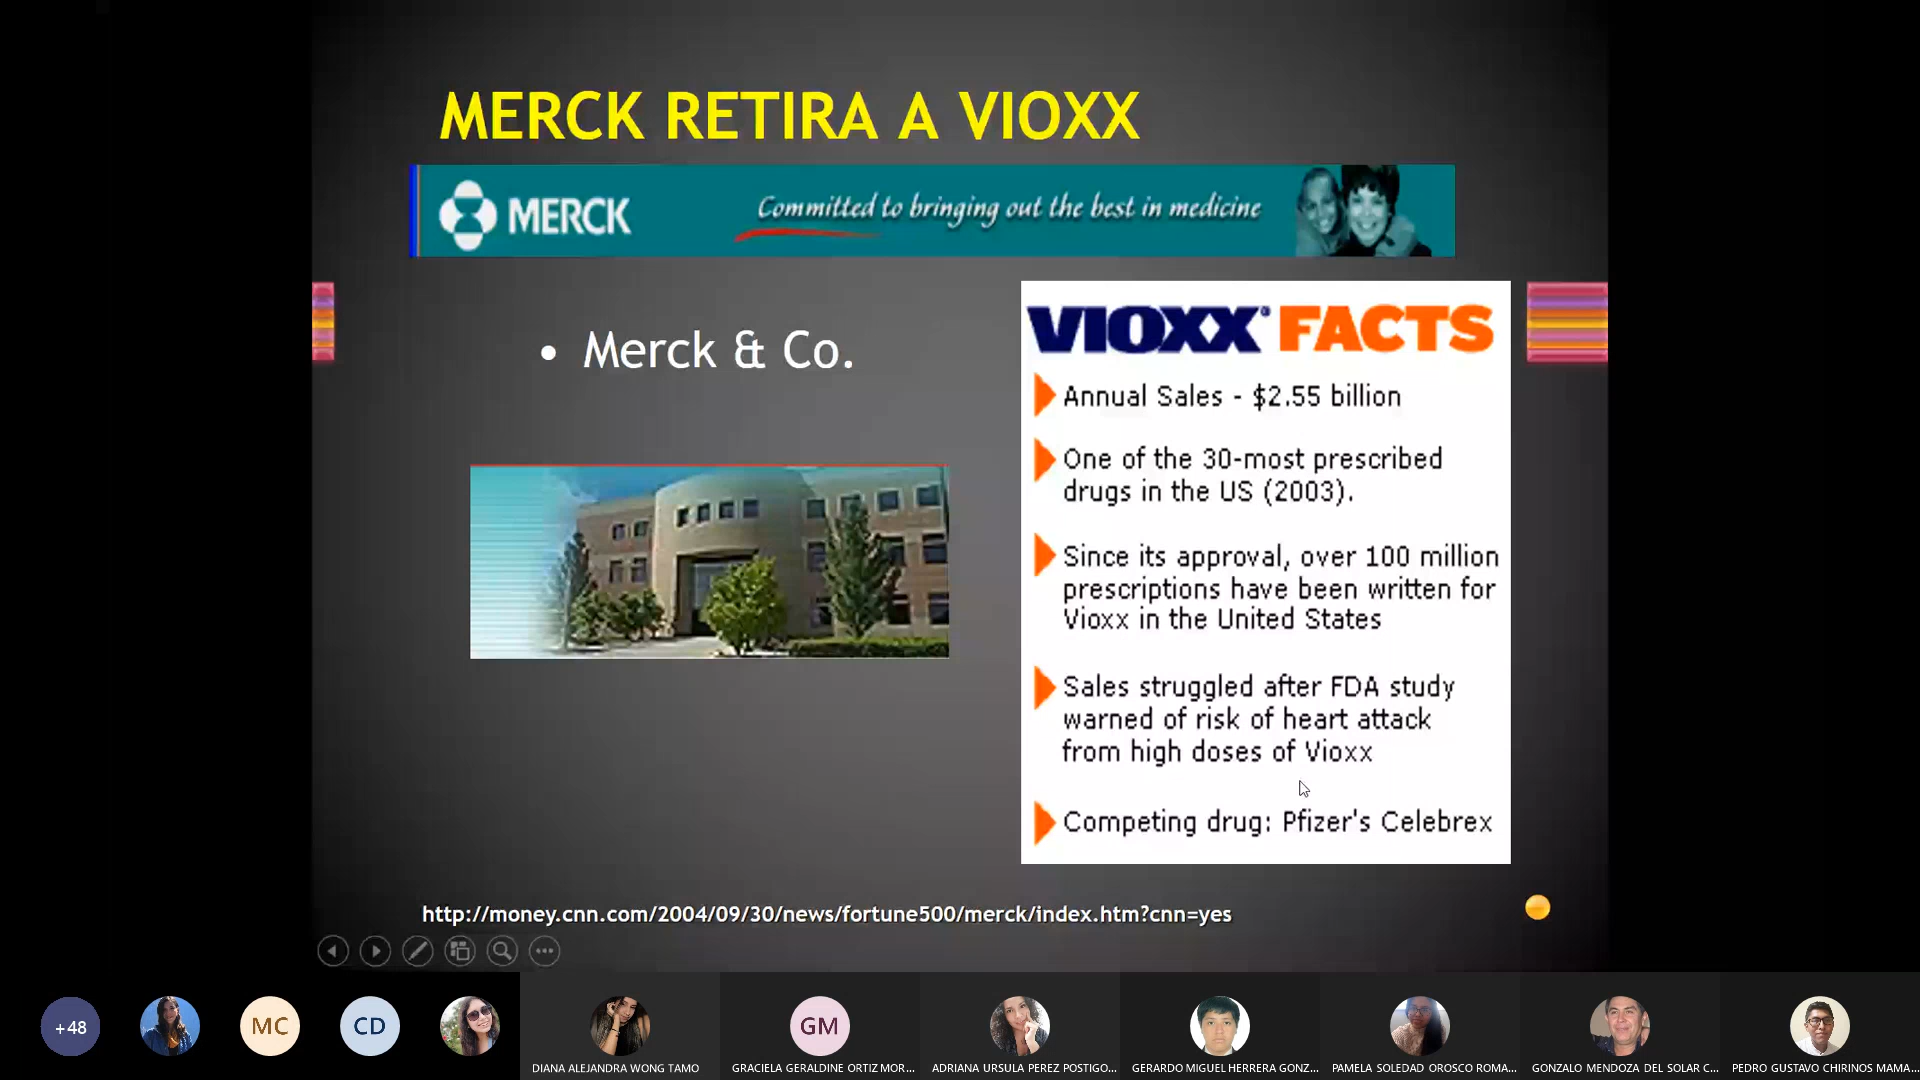 MERCK RETIRA A VIOXX
MERCK
Committed to bringing out the best in medicine
• Merck & Co.
VIOXX® FACTS
Annual Sales - $2.55 billion
One of the 30-most prescribed
drugs in the US (2003).
Since its approval, over 100 million
prescriptions have been written for
Vioxx in the United States
Sales struggled after FDA study
warned of risk of heart attack
from high doses of Vioxx
Competing drug: Pfizer's Celebrex
http://money.cnn.com/2004/09/30/news/fortune500/merck/index.htm?cnn=yes
+48
MC
CD
GM
DIANA ALEJANDRA WONG TAMO
GRACIELA GERALDINE ORTIZ MOR...
ADRIANA URSULA PEREZ POSTIGO...
GERARDO MIGUEL HERRERA GONZ...
PAMELA SOLEDAD OROSCO ROMA...
GONZALO MENDOZA DEL SOLAR C...
PEDRO GUSTAVO CHIRINOS MAMA...